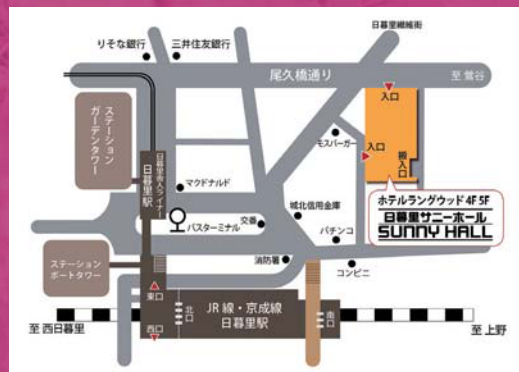 日暮里繊維街
りそな銀行
三井住友銀行
尾久橋通り
至 鶯谷
入口
ステーション
ガーデンタワー
モスバーガー
入口
搬入口
日暮里舎人ライナー
日暮里駅
マクドナルド
ホテルラングウッド 4F 5F
日暮里サニーホール
SUNNY HALL
城北信用金庫
バスターミナル
交番
パチンコ
ステーション
ポートタワー
消防署
コンビニ
東口
北口
JR線・京成線
日暮里駅
南口
至 西日暮里
西口
至 上野